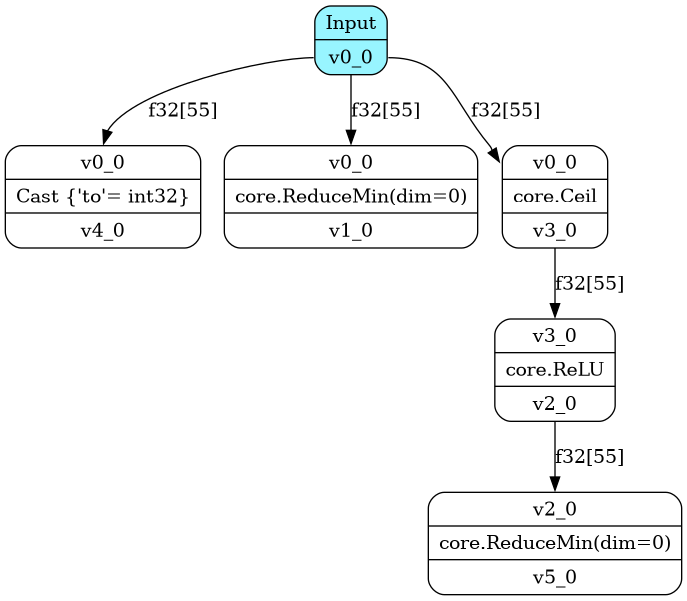 Input
v0_0
f32[55]
f32[55]
f32[55]
v0_0
Cast {'to'= int32}
v4_0
v0_0
core.ReduceMin(dim=0)
v1_0
v0_0
core.Ceil
v3_0
f32[55]
v3_0
core.ReLU
v2_0
f32[55]
v2_0
core.ReduceMin(dim=0)
v5_0